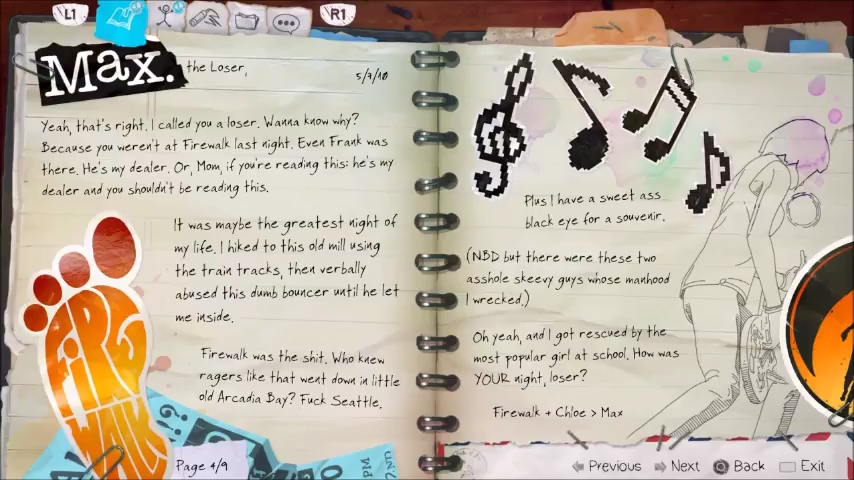 L1
R1
Max. the Loser,
5/7/10
Yeah, that's right. I called you a loser. Wanna know why?
Because you weren't at Firewalk last night. Even Frank was
there. He's my dealer. Or, Mom, if you're reading this: he's my
dealer and you shouldn't be reading this.
It was maybe the greatest night of
my life. I hiked to this old mill using
the train tracks, then verbally
abused this dumb bouncer until he let
me inside.
Firewalk was the shit. Who knew
ragers like that went down in little
old Arcadia Bay? Fuck Seattle.
FIRE
WALK
Page 4/9
Plus I have a sweet ass
black eye for a souvenir.
(NBD but there were these two
asshole skeevy guys whose manhood
I wrecked.)
Oh yeah, and I got rescued by the
most popular girl at school. How was
YOUR night, loser?
Firewalk + Chloe > Max
Previous
Next
Back
Exit